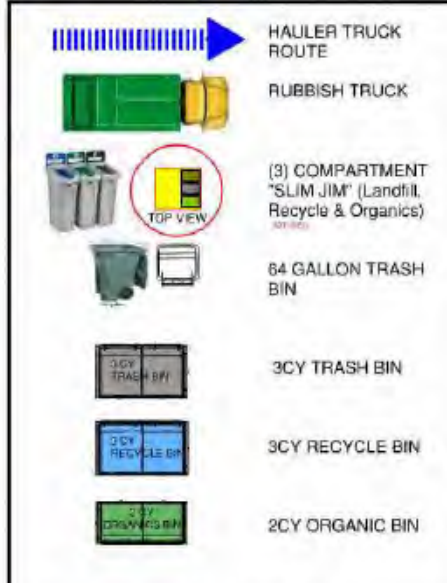 HAULER TRUCK
ROUTE
RUBBISH TRUCK
(3) COMPARTMENT
"SLIM JIM" (Landfill,
Recycle & Organics)
TOP VIEW
64 GALLON TRASH
BIN
3CY
TRASH BIN
3CY TRASH BIN
3CY
RECYCLE BIN
3CY RECYCLE BIN
2CY
ORGANIC BIN
2CY ORGANIC BIN